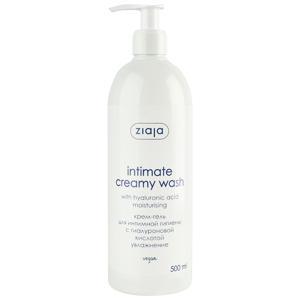 ziaja
intimate
creamy wash
with hyaluronic acid
moisturising
крем-гель
для интимной гигиены
с гиалуроновой
кислотой
увлажнение
vegan
500 ml